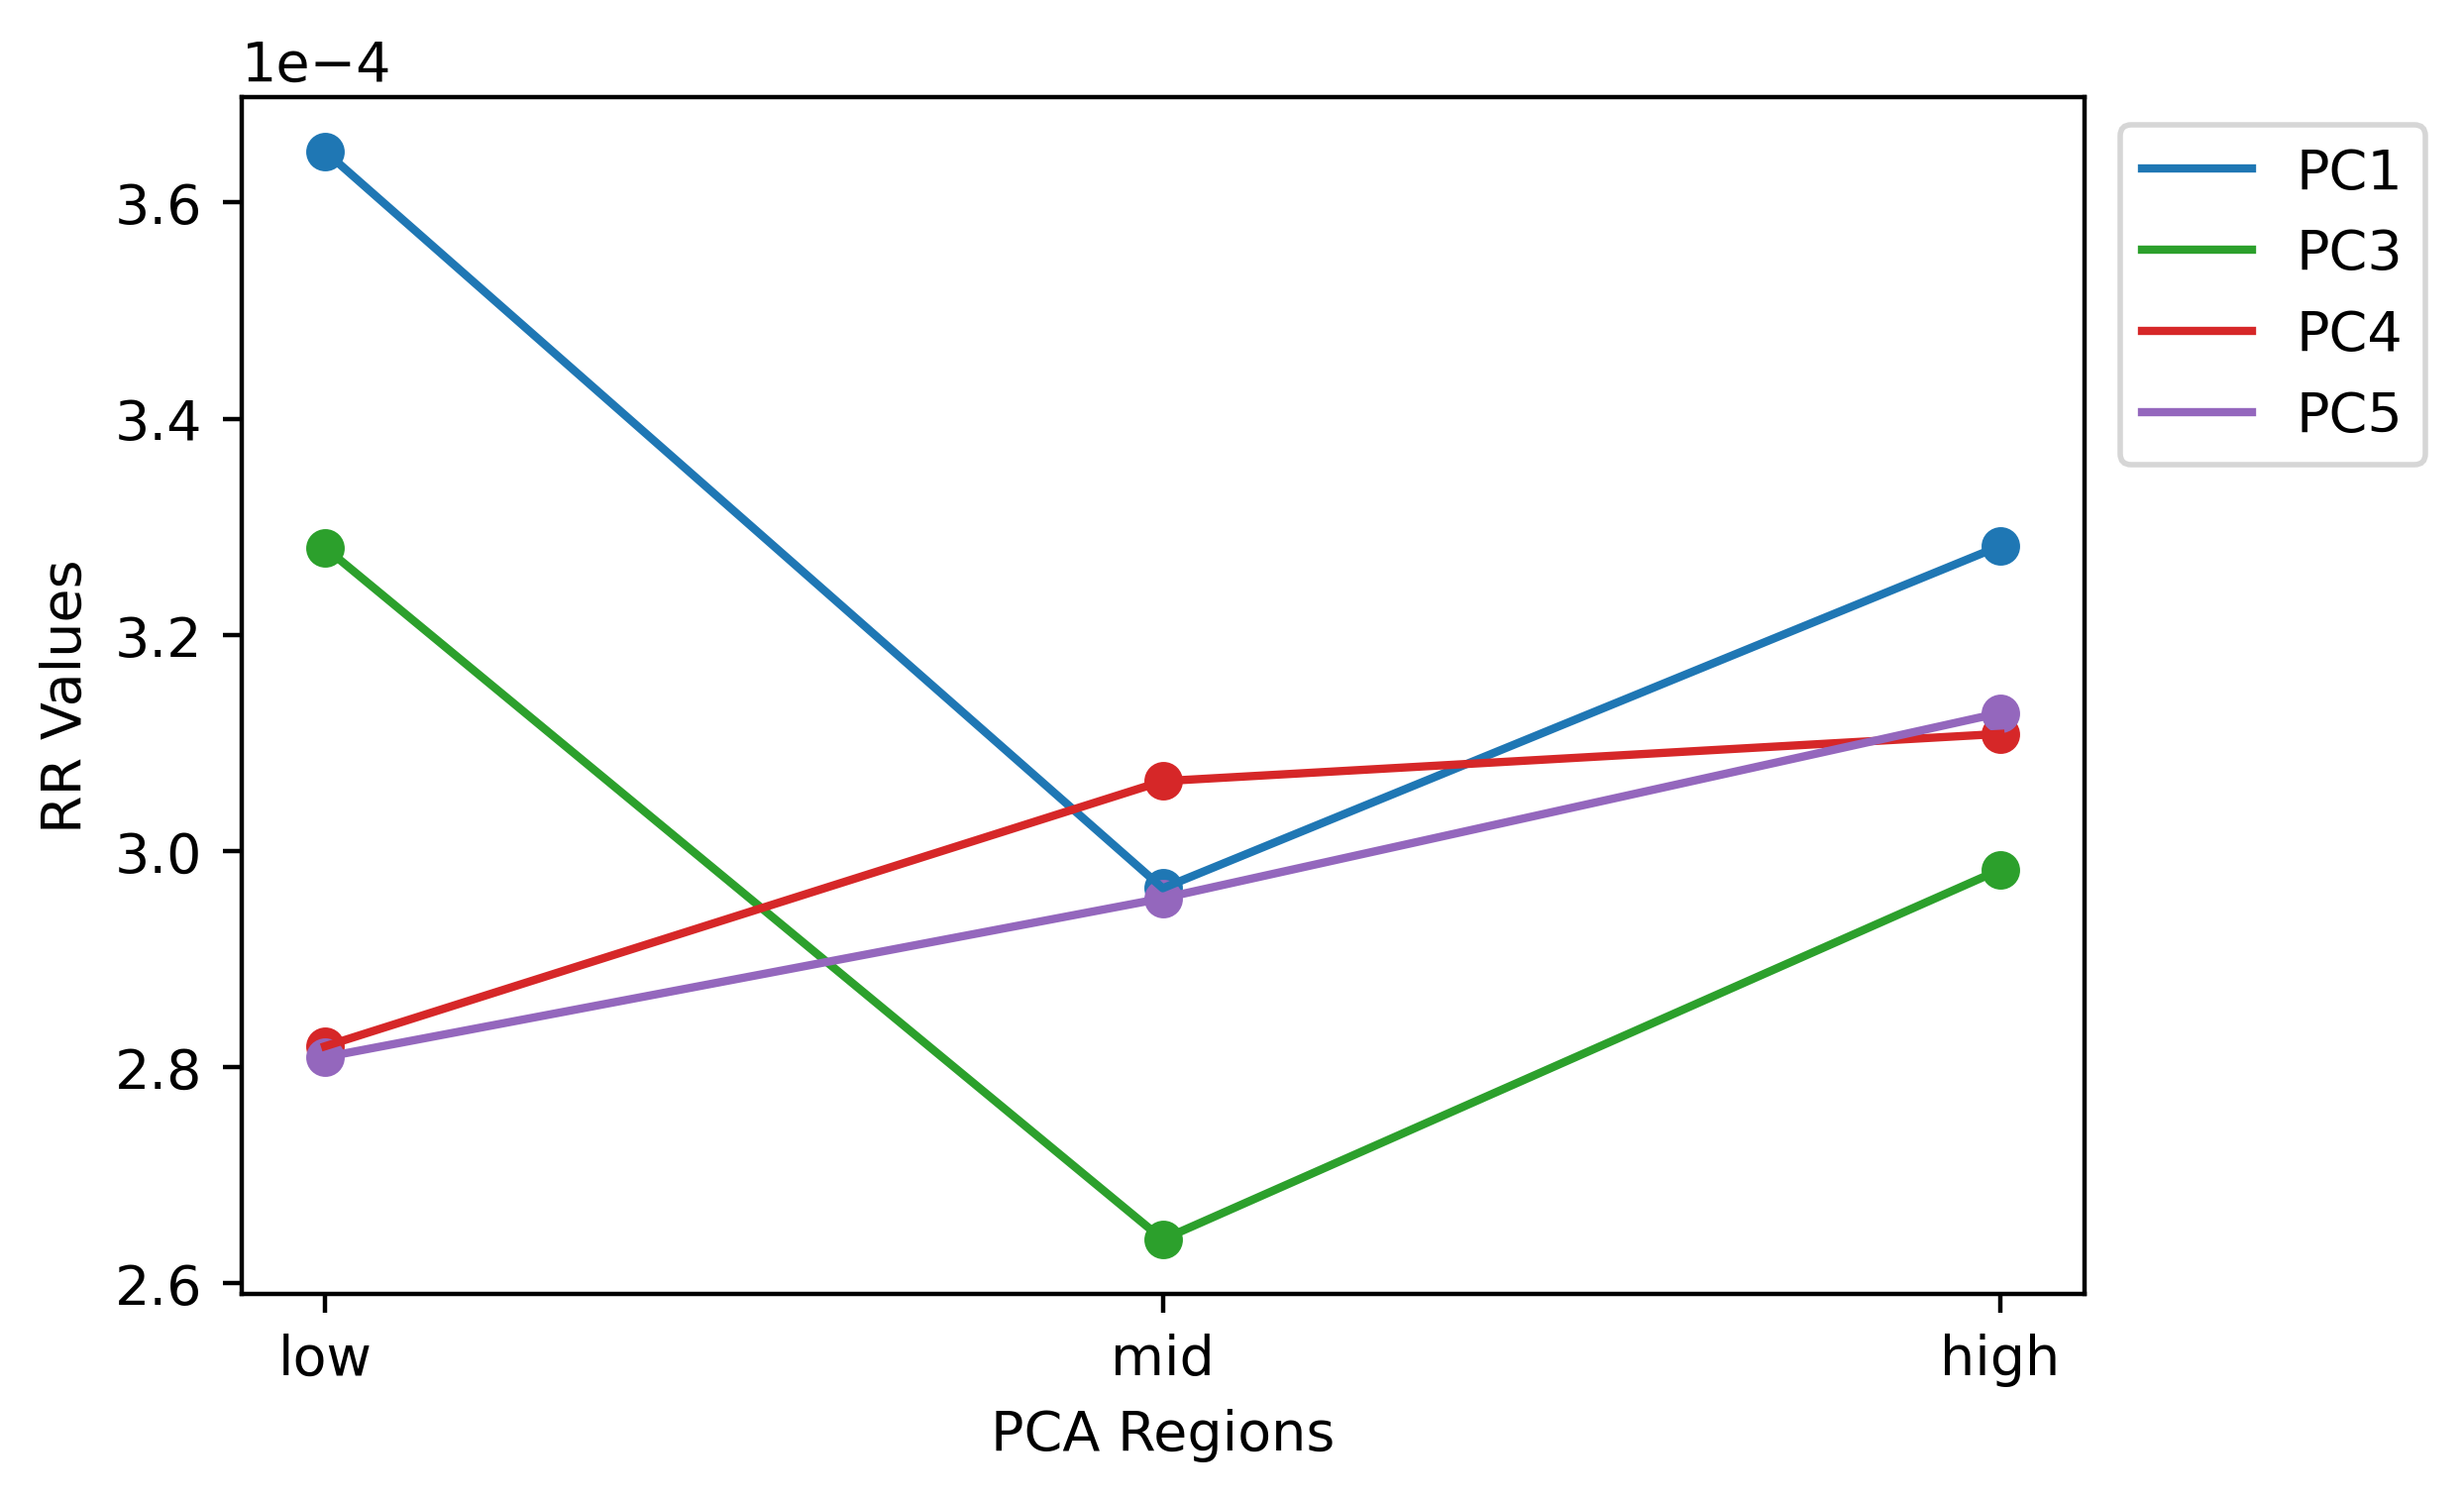 1e−4
3.6
3.4
3.2
3.0
2.8
2.6
RR Values
low
mid
high
PCA Regions
PC1
PC3
PC4
PC5